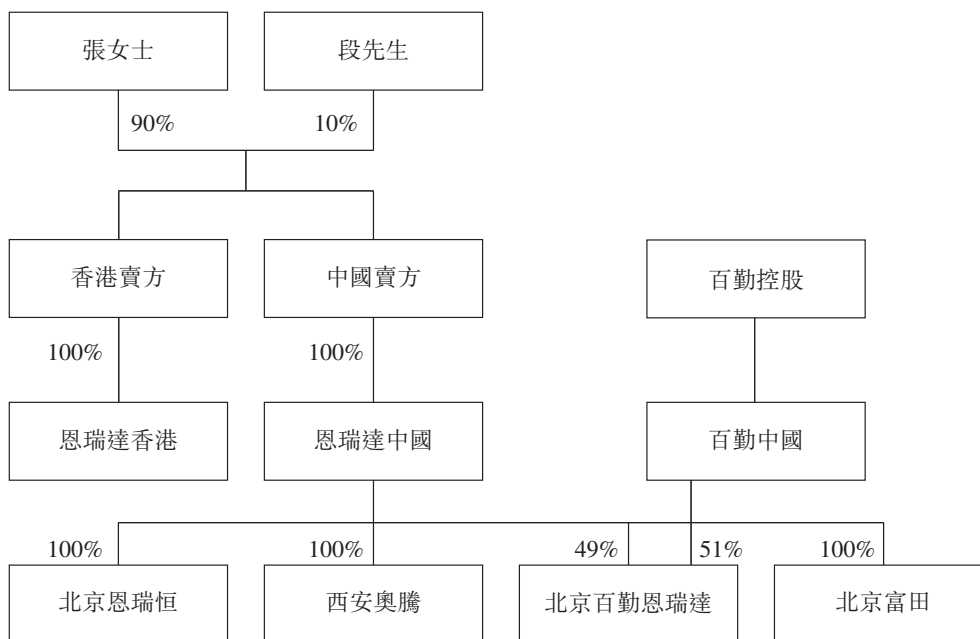 張女士
段先生
90%
10%
香港賣方
中國賣方
百勤控股
100%
100%
恩瑞達香港
恩瑞達中國
百勤中國
100%
100%
49%
51%
100%
北京恩瑞恒
西安奧騰
北京百勤恩瑞達
北京富田